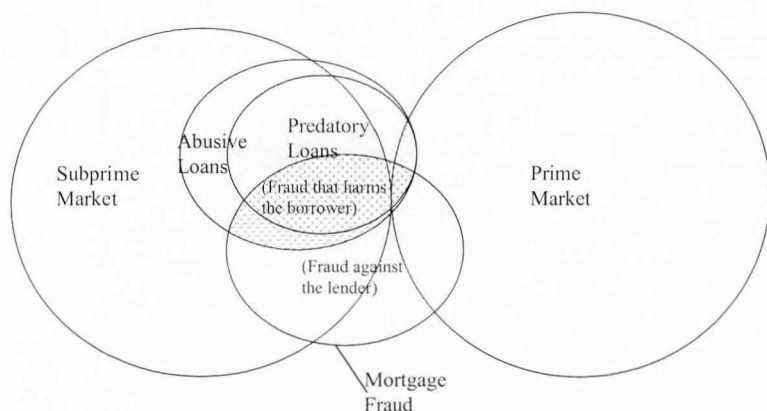 Predatory
Loans
Abusive
Loans
Subprime
Market
Prime
Market
(Fraud that harms
the borrower)
(Fraud against
the lender)
Mortgage
Fraud